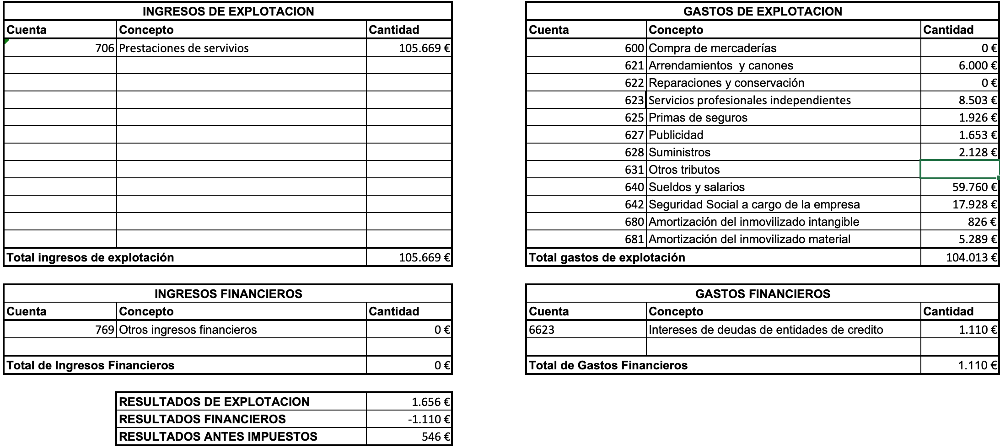 INGRESOS DE EXPLOTACION
Cuenta Concepto Cantidad
706 Prestaciones de servivios 105.669 €
Total ingresos de explotación 105.669 €
GASTOS DE EXPLOTACION
Cuenta Concepto Cantidad
600 Compra de mercaderías 0 €
621 Arrendamientos y canones 6.000 €
622 Reparaciones y conservación 0 €
623 Servicios profesionales independientes 8.503 €
625 Primas de seguros 1.926 €
627 Publicidad 1.653 €
628 Suministros 2.128 €
631 Otros tributos
640 Sueldos y salarios 59.760 €
642 Seguridad Social a cargo de la empresa 17.928 €
680 Amortización del inmovilizado intangible 826 €
681 Amortización del inmovilizado material 5.289 €
Total gastos de explotación 104.013 €
INGRESOS FINANCIEROS
Cuenta Concepto Cantidad
769 Otros ingresos financieros 0 €
Total de Ingresos Financieros 0 €
GASTOS FINANCIEROS
Cuenta Concepto Cantidad
6623 Intereses de deudas de entidades de credito 1.110 €
Total de Gastos Financieros 1.110 €
RESULTADOS DE EXPLOTACION 1.656 €
RESULTADOS FINANCIEROS -1.110 €
RESULTADOS ANTES IMPUESTOS 546 €